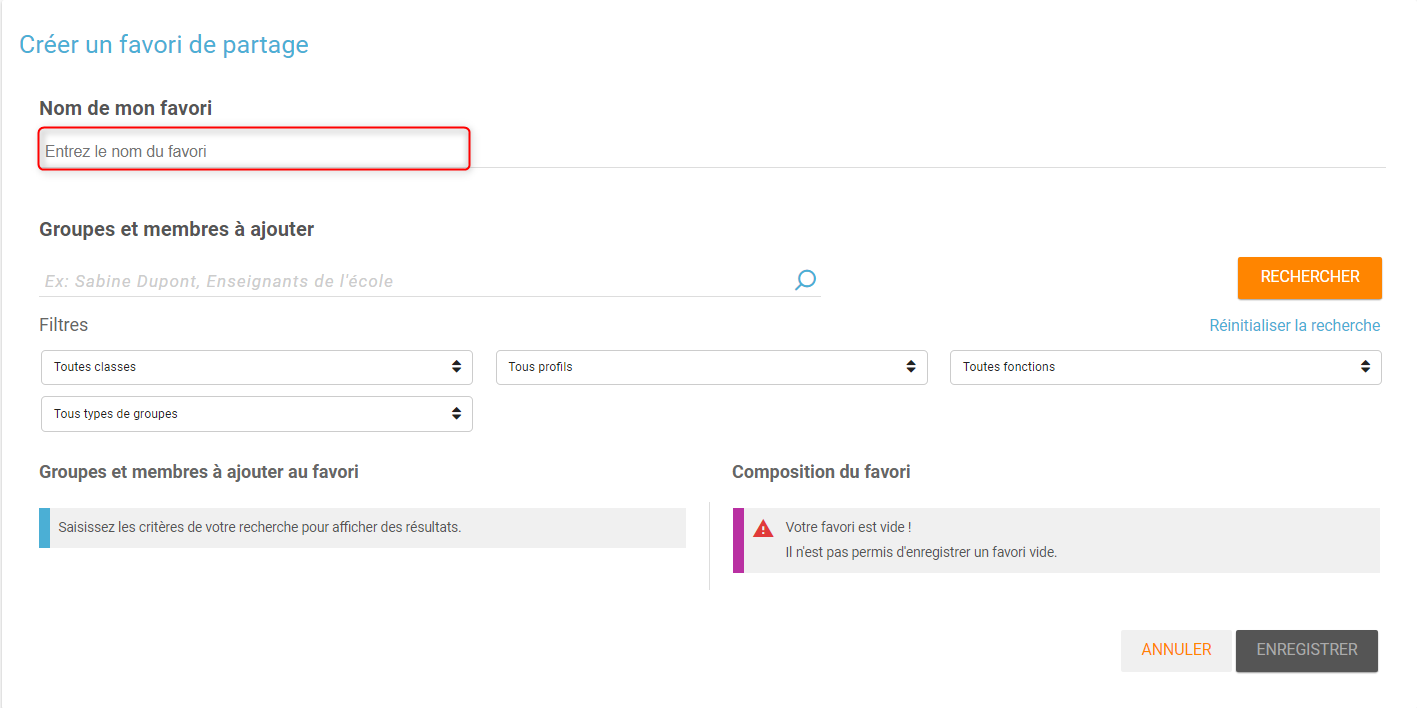 Créer un favori de partage
Nom de mon favori
Entrez le nom du favori
Groupes et membres à ajouter
Ex: Sabine Dupont, Enseignants de l'école
RECHERCHER
Filtres
Réinitialiser la recherche
Toutes classes
Tous profils
Toutes fonctions
Tous types de groupes
Groupes et membres à ajouter au favori
Saisissez les critères de votre recherche pour afficher des résultats.
Composition du favori
Votre favori est vide !
Il n'est pas permis d'enregistrer un favori vide.
ANNULER
ENREGISTRER